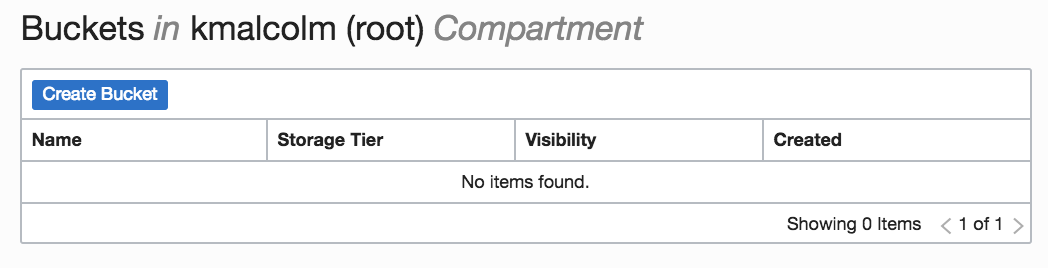 Buckets in kmalcolm (root) Compartment
Create Bucket
Name Storage Tier Visibility Created
No items found.
Showing 0 Items < 1 of 1 >